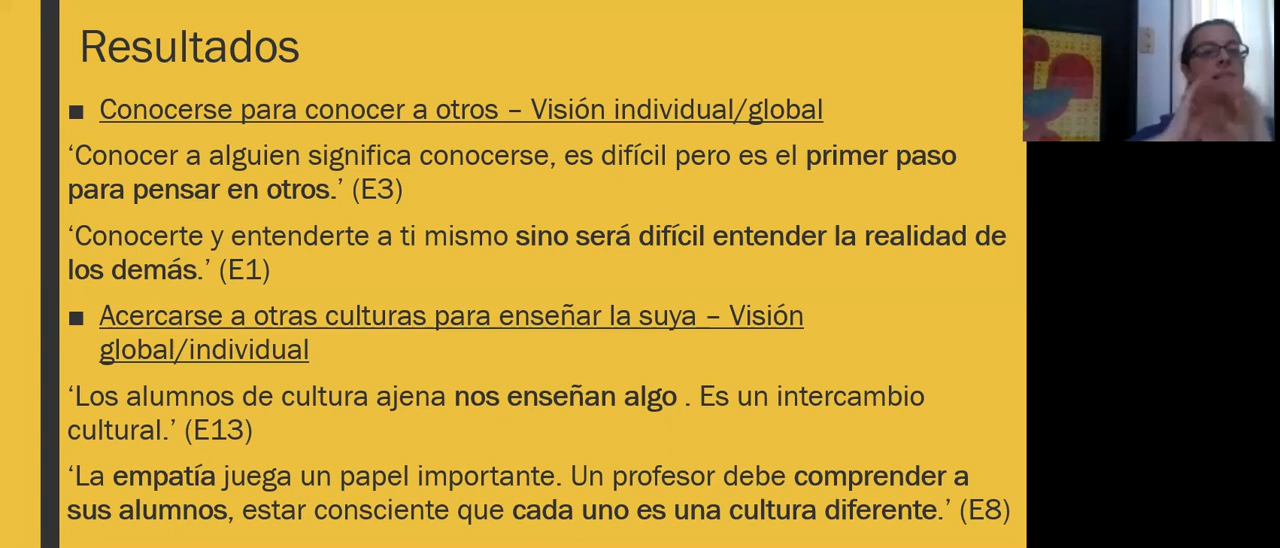 Resultados
■ Conocerse para conocer a otros – Visión individual/global
‘Conocer a alguien significa conocerse, es difícil pero es el primer paso
para pensar en otros.’ (E3)
‘Conocerte y entenderte a ti mismo sino será difícil entender la realidad de
los demás.’ (E1)
■ Acercarse a otras culturas para enseñar la suya – Visión
global/individual
‘Los alumnos de cultura ajena nos enseñan algo . Es un intercambio
cultural.’ (E13)
‘La empatía juega un papel importante. Un profesor debe comprender a
sus alumnos, estar consciente que cada uno es una cultura diferente.’ (E8)